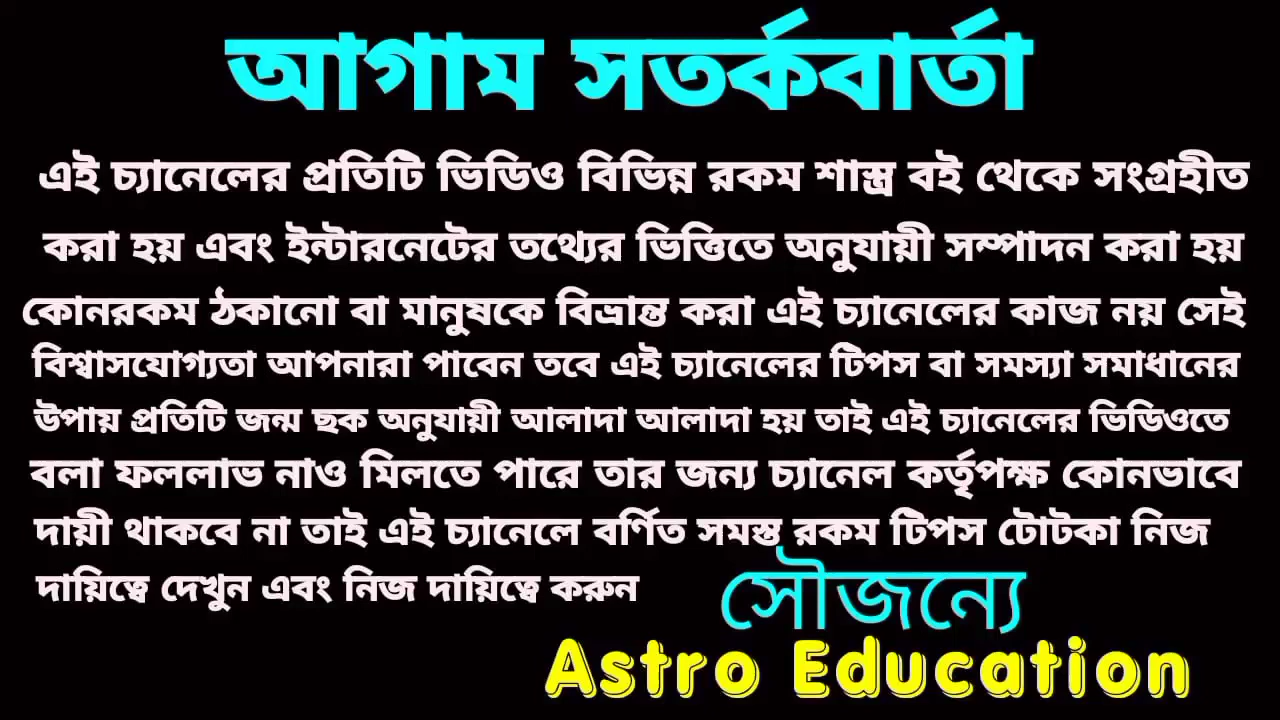 আগাম সতর্কবার্তা
এই চ্যানেলের প্রতিটি ভিডিও বিভিন্ন রকম শাস্ত্র বই থেকে সংগ্রহীত
করা হয় এবং ইন্টারনেটের তথ্যের ভিত্তিতে অনুযায়ী সম্পাদন করা হয়
কোনরকম ঠকানো বা মানুষকে বিভ্রান্ত করা এই চ্যানেলের কাজ নয় সেই
বিশ্বাসযোগ্যতা আপনারা পাবেন তবে এই চ্যানেলের টিপস বা সমস্যা সমাধানের
উপায় প্রতিটি জন্ম ছক অনুযায়ী আলাদা আলাদা হয় তাই এই চ্যানেলের ভিডিওতে
বলা ফললাভ নাও মিলতে পারে তার জন্য চ্যানেল কর্তৃপক্ষ কোনভাবে
দায়ী থাকবে না তাই এই চ্যানেলে বর্ণিত সমস্ত রকম টিপস টোটকা নিজ
দায়িত্বে দেখুন এবং নিজ দায়িত্বে করুন
সৌজন্যে
Astro Education